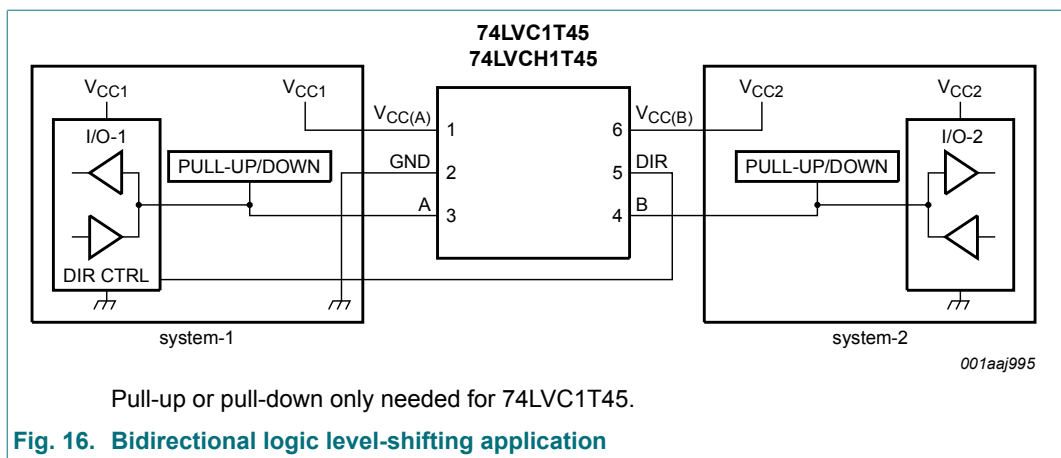 74LVC1T45
74LVCH1T45
VCC1
VCC1
VCC(A)
VCC(B)
VCC2
VCC2
I/O-1
1
6
I/O-2
PULL-UP/DOWN
GND
2
5
DIR
PULL-UP/DOWN
A
3
4
B
DIR CTRL
system-1
system-2
001aaj995
Pull-up or pull-down only needed for 74LVC1T45.
Fig. 16. Bidirectional logic level-shifting application